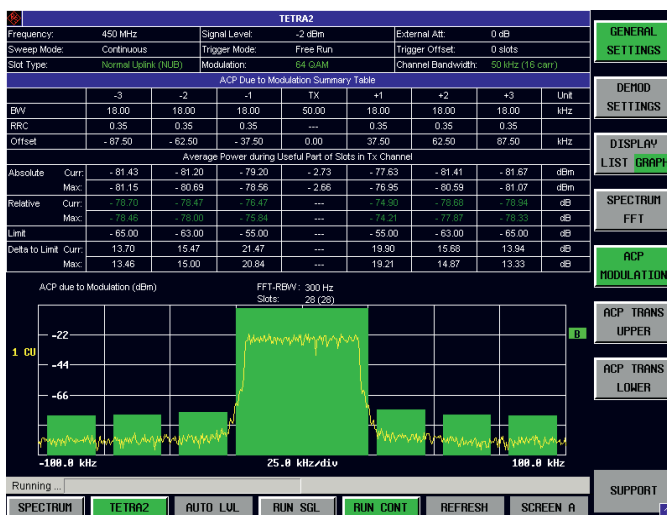 TETRA2
Frequency: 450 MHz Signal Level: -2 dBm External Att: 0 dB
Sweep Mode: Continuous Trigger Mode: Free Run Trigger Offset: 0 slots
Slot Type: Normal Uplink (NUB) Modulation: 64 QAM Channel Bandwidth: 50 kHz (16 carr)
ACP Due to Modulation Summary Table
-3 -2 -1 TX +1 +2 +3 Unit
BW 18.00 18.00 18.00 50.00 18.00 18.00 18.00 kHz
RRC 0.35 0.35 0.35 --- 0.35 0.35 0.35
Offset - 87.50 - 62.50 - 37.50 0.00 37.50 62.50 87.50 kHz
Average Power during Useful Part of Slots in Tx Channel
Absolute Curr: - 81.43 - 81.20 - 79.20 - 2.73 - 77.63 - 81.41 - 81.67 dBm
Max: - 81.15 - 80.69 - 78.56 - 2.66 - 76.95 - 80.59 - 81.07 dBm
Relative Curr: - 78.70 - 78.47 - 76.47 --- - 74.90 - 78.68 - 78.94 dB
Max: - 78.46 - 78.00 - 75.84 --- - 74.21 - 77.87 - 78.33 dB
Limit - 65.00 - 63.00 - 55.00 --- - 55.00 - 63.00 - 65.00 dB
Delta to Limit Curr: 13.70 15.47 21.47 --- 19.90 15.68 13.94 dB
Max: 13.46 15.00 20.84 --- 19.21 14.87 13.33 dB
ACP due to Modulation (dBm) FFT-RBW: 300 Hz
Slots: 28 (28)
-22
B
1 CU
-44
-66
-100.0 kHz 25.0 kHz/div 100.0 kHz
Running ...
SPECTRUM TETRA2 AUTO LVL RUN SGL RUN CONT REFRESH SCREEN A
GENERAL
SETTINGS
DEMOD
SETTINGS
DISPLAY
LIST GRAPH
SPECTRUM
FFT
ACP
MODULATION
ACP TRANS
UPPER
ACP TRANS
LOWER
SUPPORT